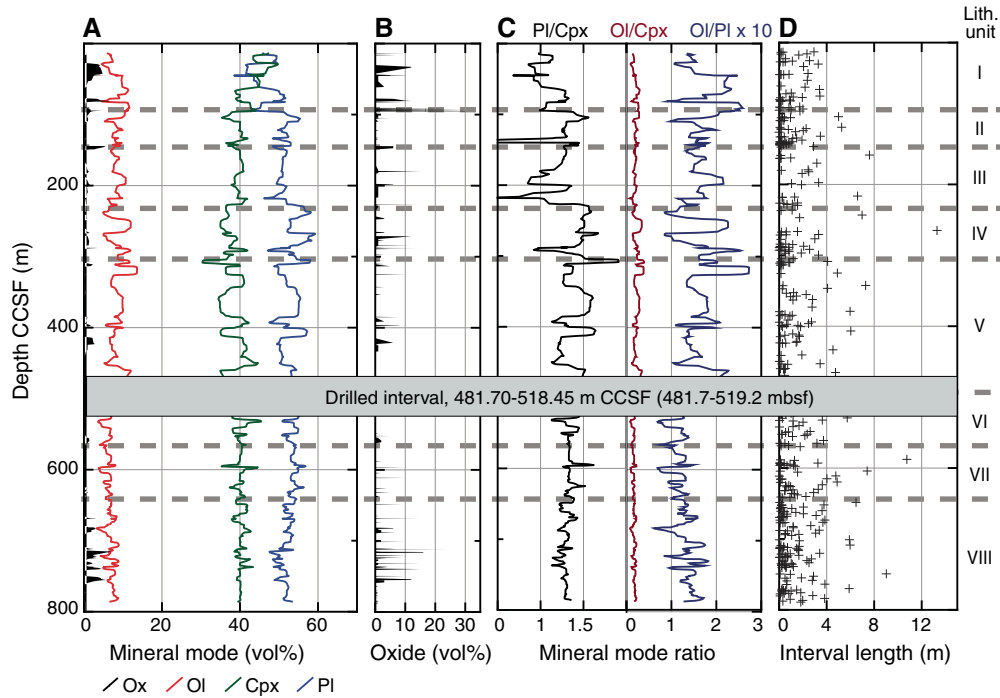 A B C Pl/Cpx Ol/Cpx Ol/Pl x 10 D Lith. unit
I
II
200 III
IV
V
400
Depth CCSF (m)
Drilled interval, 481.70-518.45 m CCSF (481.7-519.2 mbsf)
VI
600 VII
VIII
800
0 20 40 60 0 10 20 30 0 1 1.5 0 1 2 3 0 4 8 12
Mineral mode (vol%) Oxide (vol%) Mineral mode ratio Interval length (m)
Ox Ol Cpx Pl